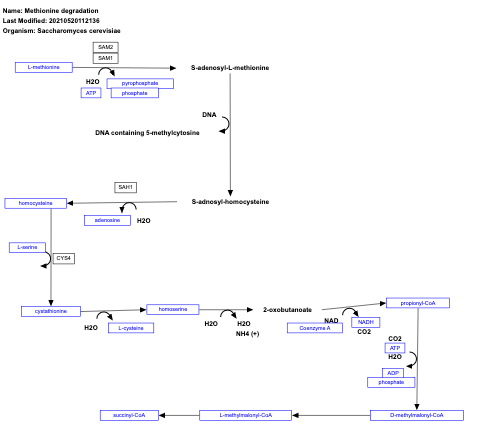 Name: Methionine degradation
Last Modified: 20210520112136
Organism: Saccharomyces cerevisiae
SAM2
SAM1
L-methionine
S-adenosyl-L-methionine
H2O
pyrophosphate
ATP
phosphate
DNA
DNA containing 5-methylcytosine
SAH1
homocysteine
S-adnosyl-homocysteine
adenosine
H2O
L-serine
CYS4
cystathionine
homoserine
2-oxobutanoate
propionyl-CoA
H2O
L-cysteine
H2O
H2O
NH4 (+)
NAD
NADH
Coenzyme A
CO2
CO2
ATP
H2O
ADP
phosphate
succinyl-CoA
L-methylmalonyl-CoA
D-methylmalonyl-CoA